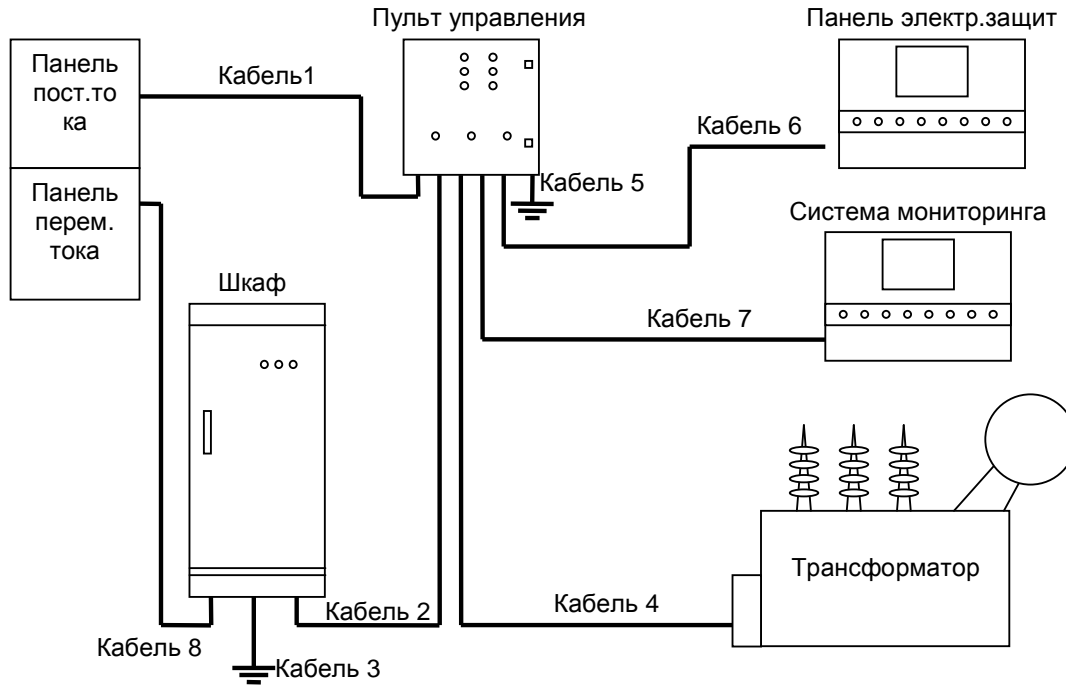 Пульт управления
Панель электр.защит
Панель
пост.то
ка
Кабель1
Кабель 6
Кабель 5
Панель
перем.
тока
Система мониторинга
Шкаф
Кабель 7
Трансформатор
Кабель 2
Кабель 4
Кабель 8
Кабель 3